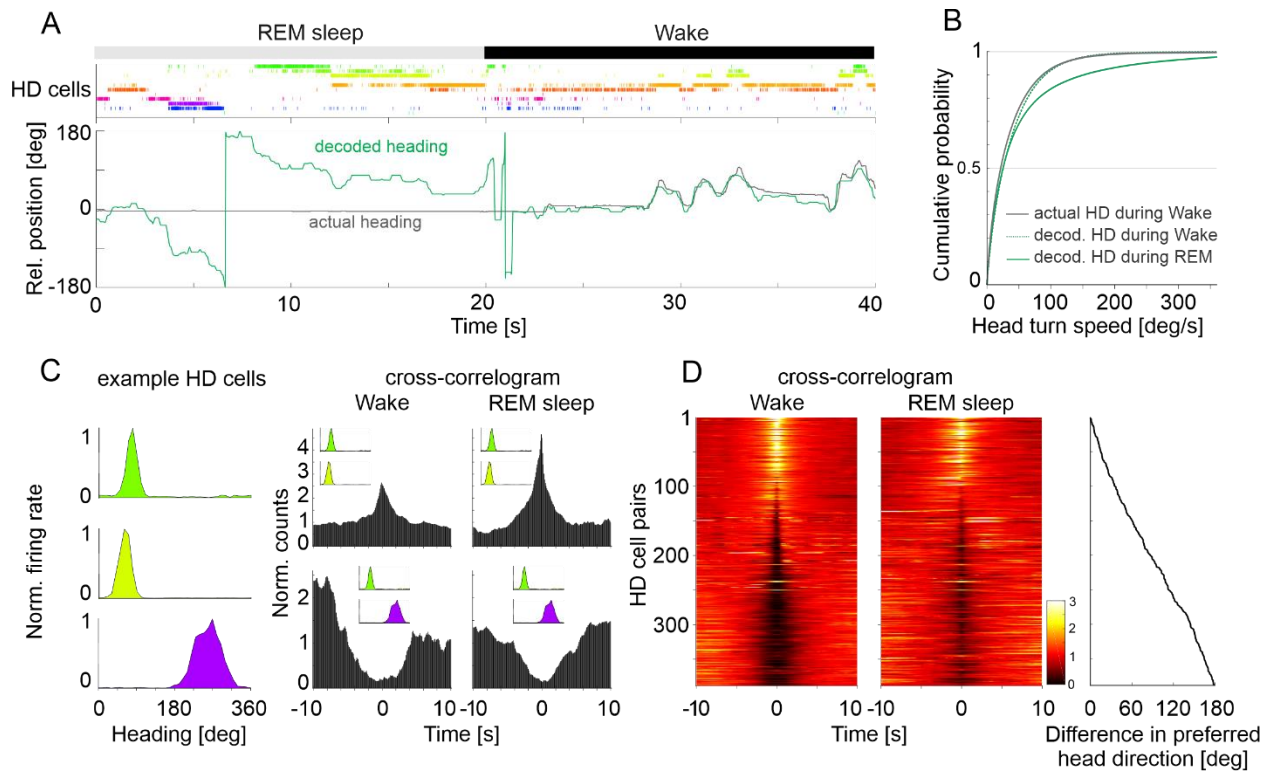 A
REM sleep
Wake
HD cells
Rel. position [deg]
180
0
-180
decoded heading
actual heading
0
10
20
30
40
Time [s]
B
Cumulative probability
1
0.5
0
actual HD during Wake
decod. HD during Wake
decod. HD during REM
0
100
200
300
Head turn speed [deg/s]
C
example HD cells
Norm. firing rate
1
0
1
0
1
0
0
180
360
Heading [deg]
cross-correlogram
Wake
REM sleep
Norm. counts
4
3
2
1
0
2
1
0
-10
0
10
-10
0
10
Time [s]
D
cross-correlogram
Wake
REM sleep
HD cell pairs
1
100
200
300
-10
0
10
-10
0
10
Time [s]
3
2
1
0
0
60
120
180
Difference in preferred
head direction [deg]